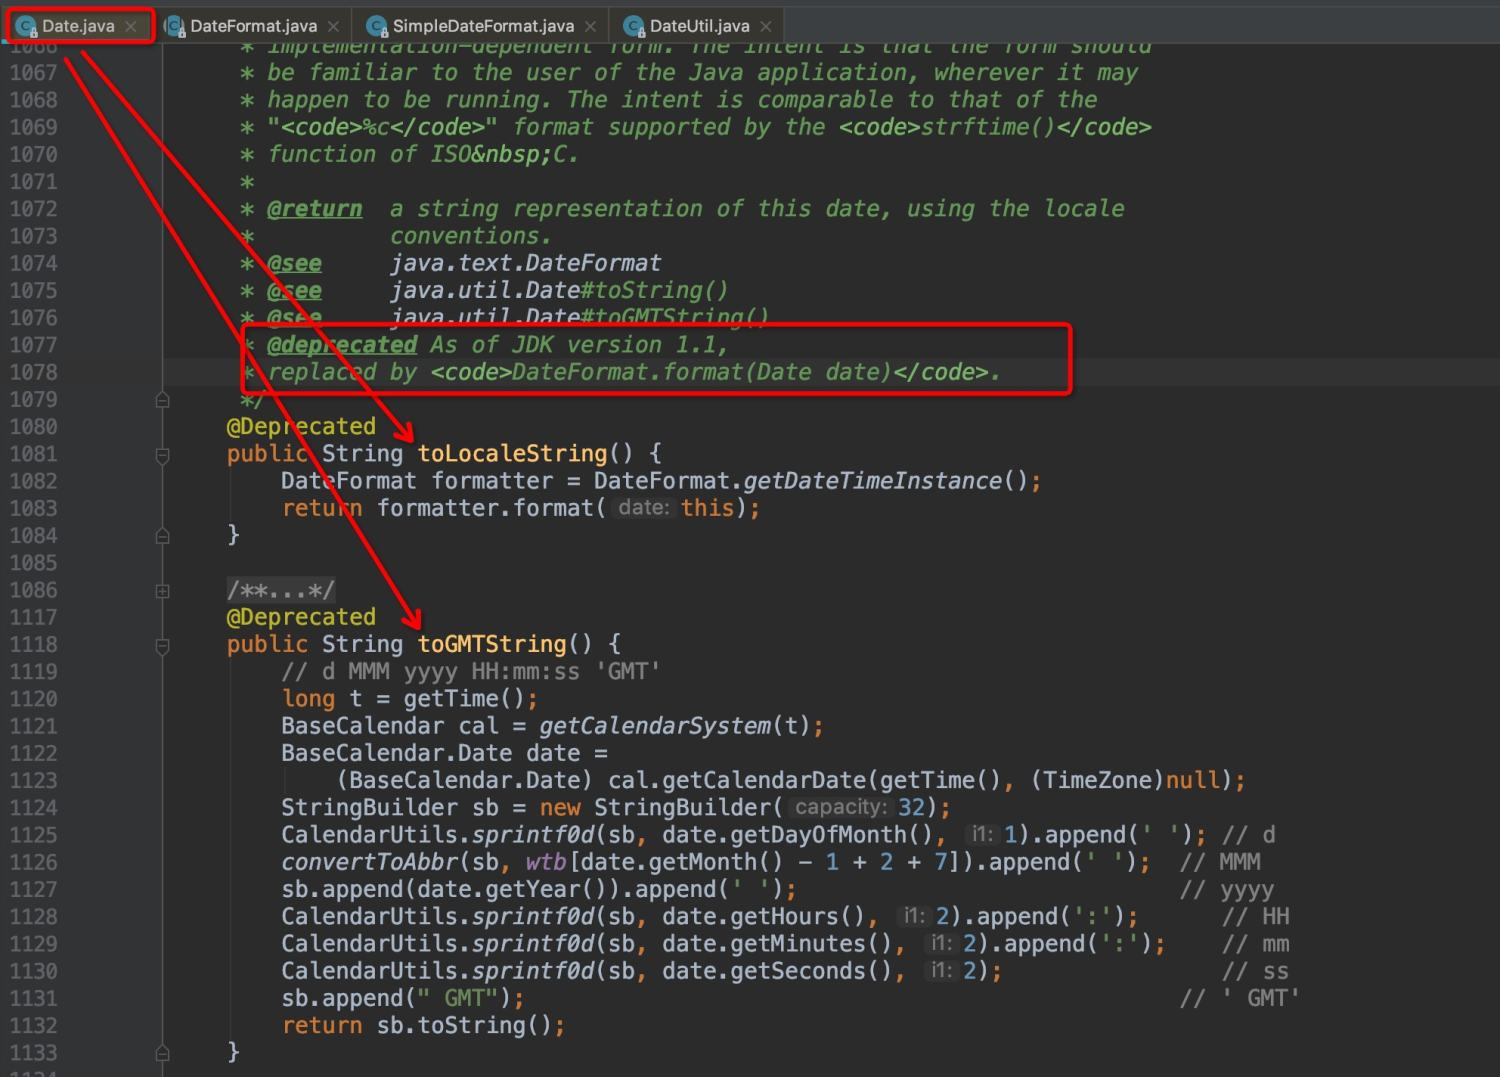 Date.java DateFormat.java SimpleDateFormat.java DateUtil.java
1066 * implementation-dependent form. The intent is that the form should
1067 * be familiar to the user of the Java application, wherever it may
1068 * happen to be running. The intent is comparable to that of the
1069 * "<code>%c</code>" format supported by the <code>strftime()</code>
1070 * function of ISO&nbsp;C.
1071 *
1072 * @return a string representation of this date, using the locale
1073 * conventions.
1074 * @see java.text.DateFormat
1075 * @see java.util.Date#toString()
1076 * @see java.util.Date#toGMTString()
1077 * @deprecated As of JDK version 1.1,
1078 * replaced by <code>DateFormat.format(Date date)</code>.
1079 */
1080 @Deprecated
1081 public String toLocaleString() {
1082 DateFormat formatter = DateFormat.getDateTimeInstance();
1083 return formatter.format( date: this);
1084 }
1085
1086 /**...*/
1117 @Deprecated
1118 public String toGMTString() {
1119 // d MMM yyyy HH:mm:ss 'GMT'
1120 long t = getTime();
1121 BaseCalendar cal = getCalendarSystem(t);
1122 BaseCalendar.Date date =
1123 (BaseCalendar.Date) cal.getCalendarDate(getTime(), (TimeZone)null);
1124 StringBuilder sb = new StringBuilder( capacity: 32);
1125 CalendarUtils.sprintf0d(sb, date.getDayOfMonth(), i1: 1).append(' '); // d
1126 convertToAbbr(sb, wtb[date.getMonth() - 1 + 2 + 7]).append(' '); // MMM
1127 sb.append(date.getYear()).append(' '); // yyyy
1128 CalendarUtils.sprintf0d(sb, date.getHours(), i1: 2).append(':'); // HH
1129 CalendarUtils.sprintf0d(sb, date.getMinutes(), i1: 2).append(':'); // mm
1130 CalendarUtils.sprintf0d(sb, date.getSeconds(), i1: 2); // ss
1131 sb.append(" GMT"); // ' GMT'
1132 return sb.toString();
1133 }
1134